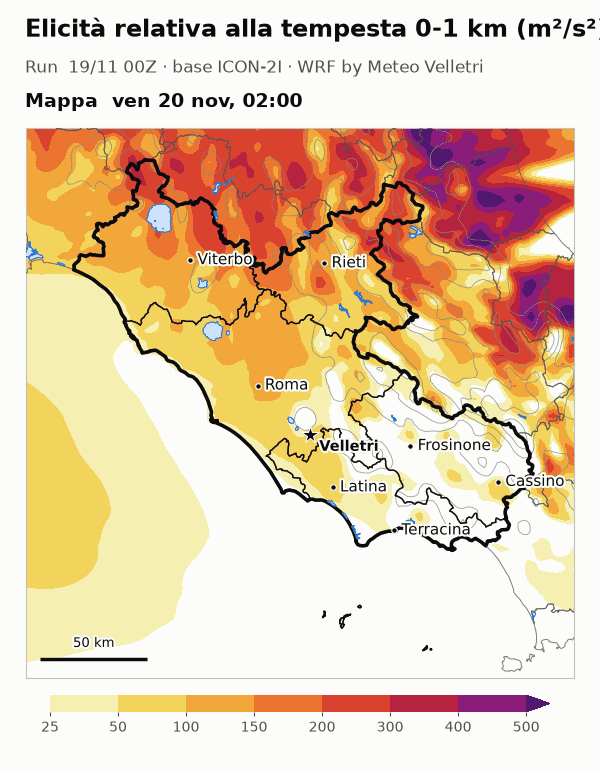 Elicità relativa alla tempesta 0-1 km (m²/s²)
Run 19/11 00Z · base ICON-2I · WRF by Meteo Velletri
Mappa ven 20 nov, 02:00
Viterbo
Rieti
Roma
Velletri
Frosinone
Latina
Cassino
Terracina
50 km
25 50 100 150 200 300 400 500